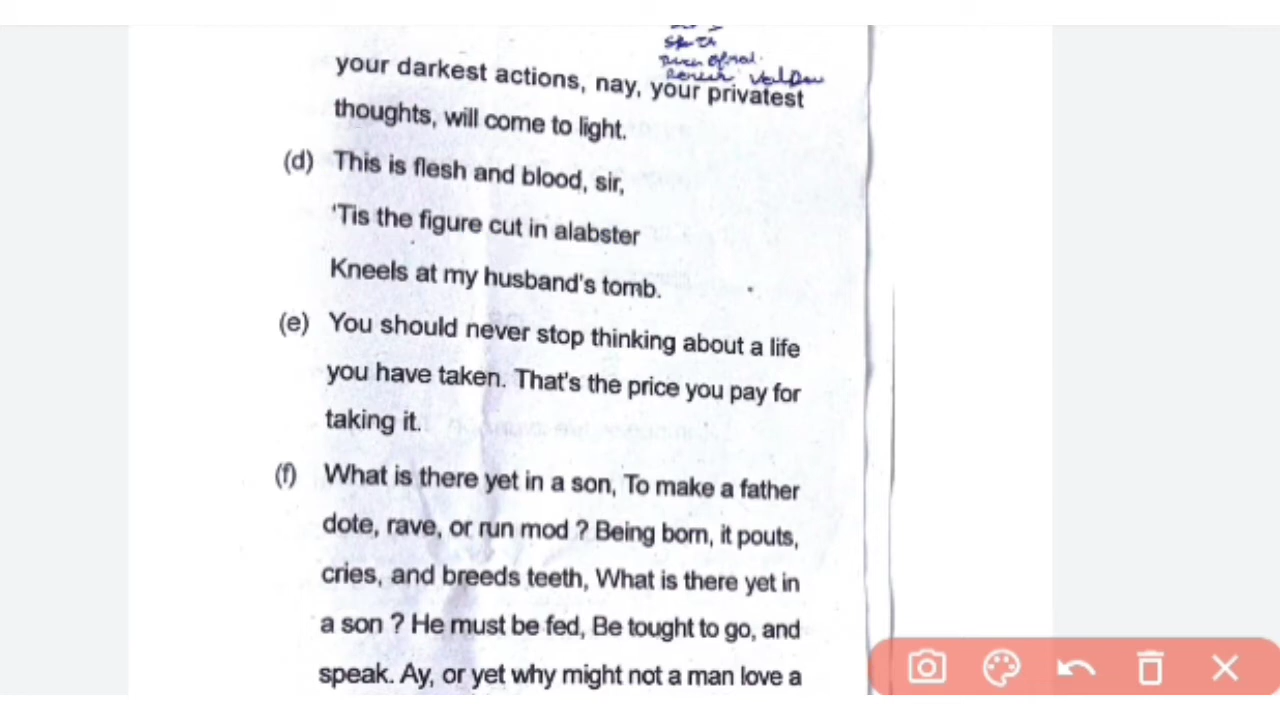 your darkest actions, nay, your privatest
thoughts, will come to light.
(d) This is flesh and blood, sir,
'Tis the figure cut in alabster
Kneels at my husband's tomb.
(e) You should never stop thinking about a life
you have taken. That's the price you pay for
taking it.
(f) What is there yet in a son, To make a father
dote, rave, or run mod ? Being born, it pouts,
cries, and breeds teeth, What is there yet in
a son ? He must be fed, Be tought to go, and
speak. Ay, or yet why might not a man love a